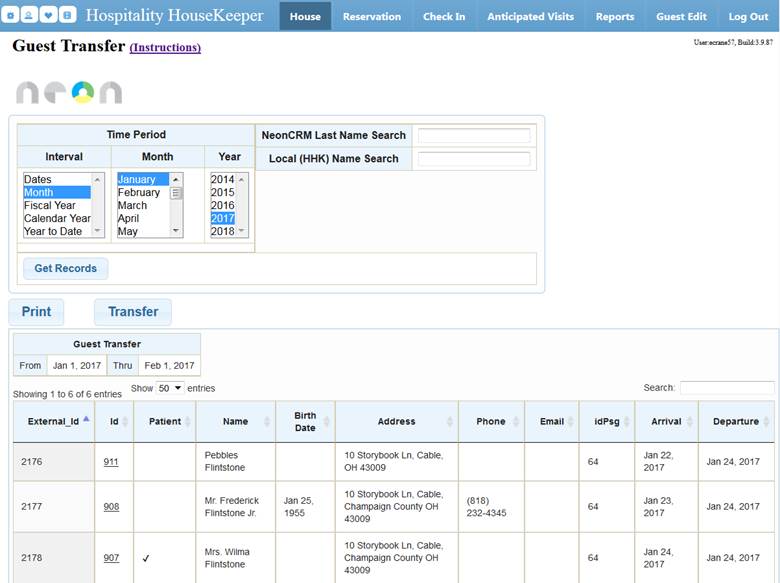 Hospitality HouseKeeper
House Reservation Check In Anticipated Visits Reports Guest Edit Log Out
Guest Transfer (Instructions)
User:ecrane57, Build:3.9.87
neon
Time Period
NeonCRM Last Name Search
Interval Month Year
Local (HHK) Name Search
Dates January 2014
Month February 2015
Fiscal Year March 2016
Calendar Year April 2017
Year to Date May 2018
Get Records
Print Transfer
Guest Transfer
From Jan 1, 2017 Thru Feb 1, 2017
Showing 1 to 6 of 6 entries Show 50 entries Search:
External_Id Id Patient Name Birth Date Address Phone Email idPsg Arrival Departure
2176 911 Pebbles Flintstone 10 Storybook Ln, Cable, OH 43009 64 Jan 22, 2017 Jan 24, 2017
2177 908 Mr. Frederick Flintstone Jr. Jan 25, 1955 10 Storybook Ln, Cable, Champaign County OH 43009 (818) 232-4345 64 Jan 23, 2017 Jan 24, 2017
2178 907 ✓ Mrs. Wilma Flintstone 10 Storybook Ln, Cable, Champaign County OH 43009 64 Jan 24, 2017 Jan 24, 2017